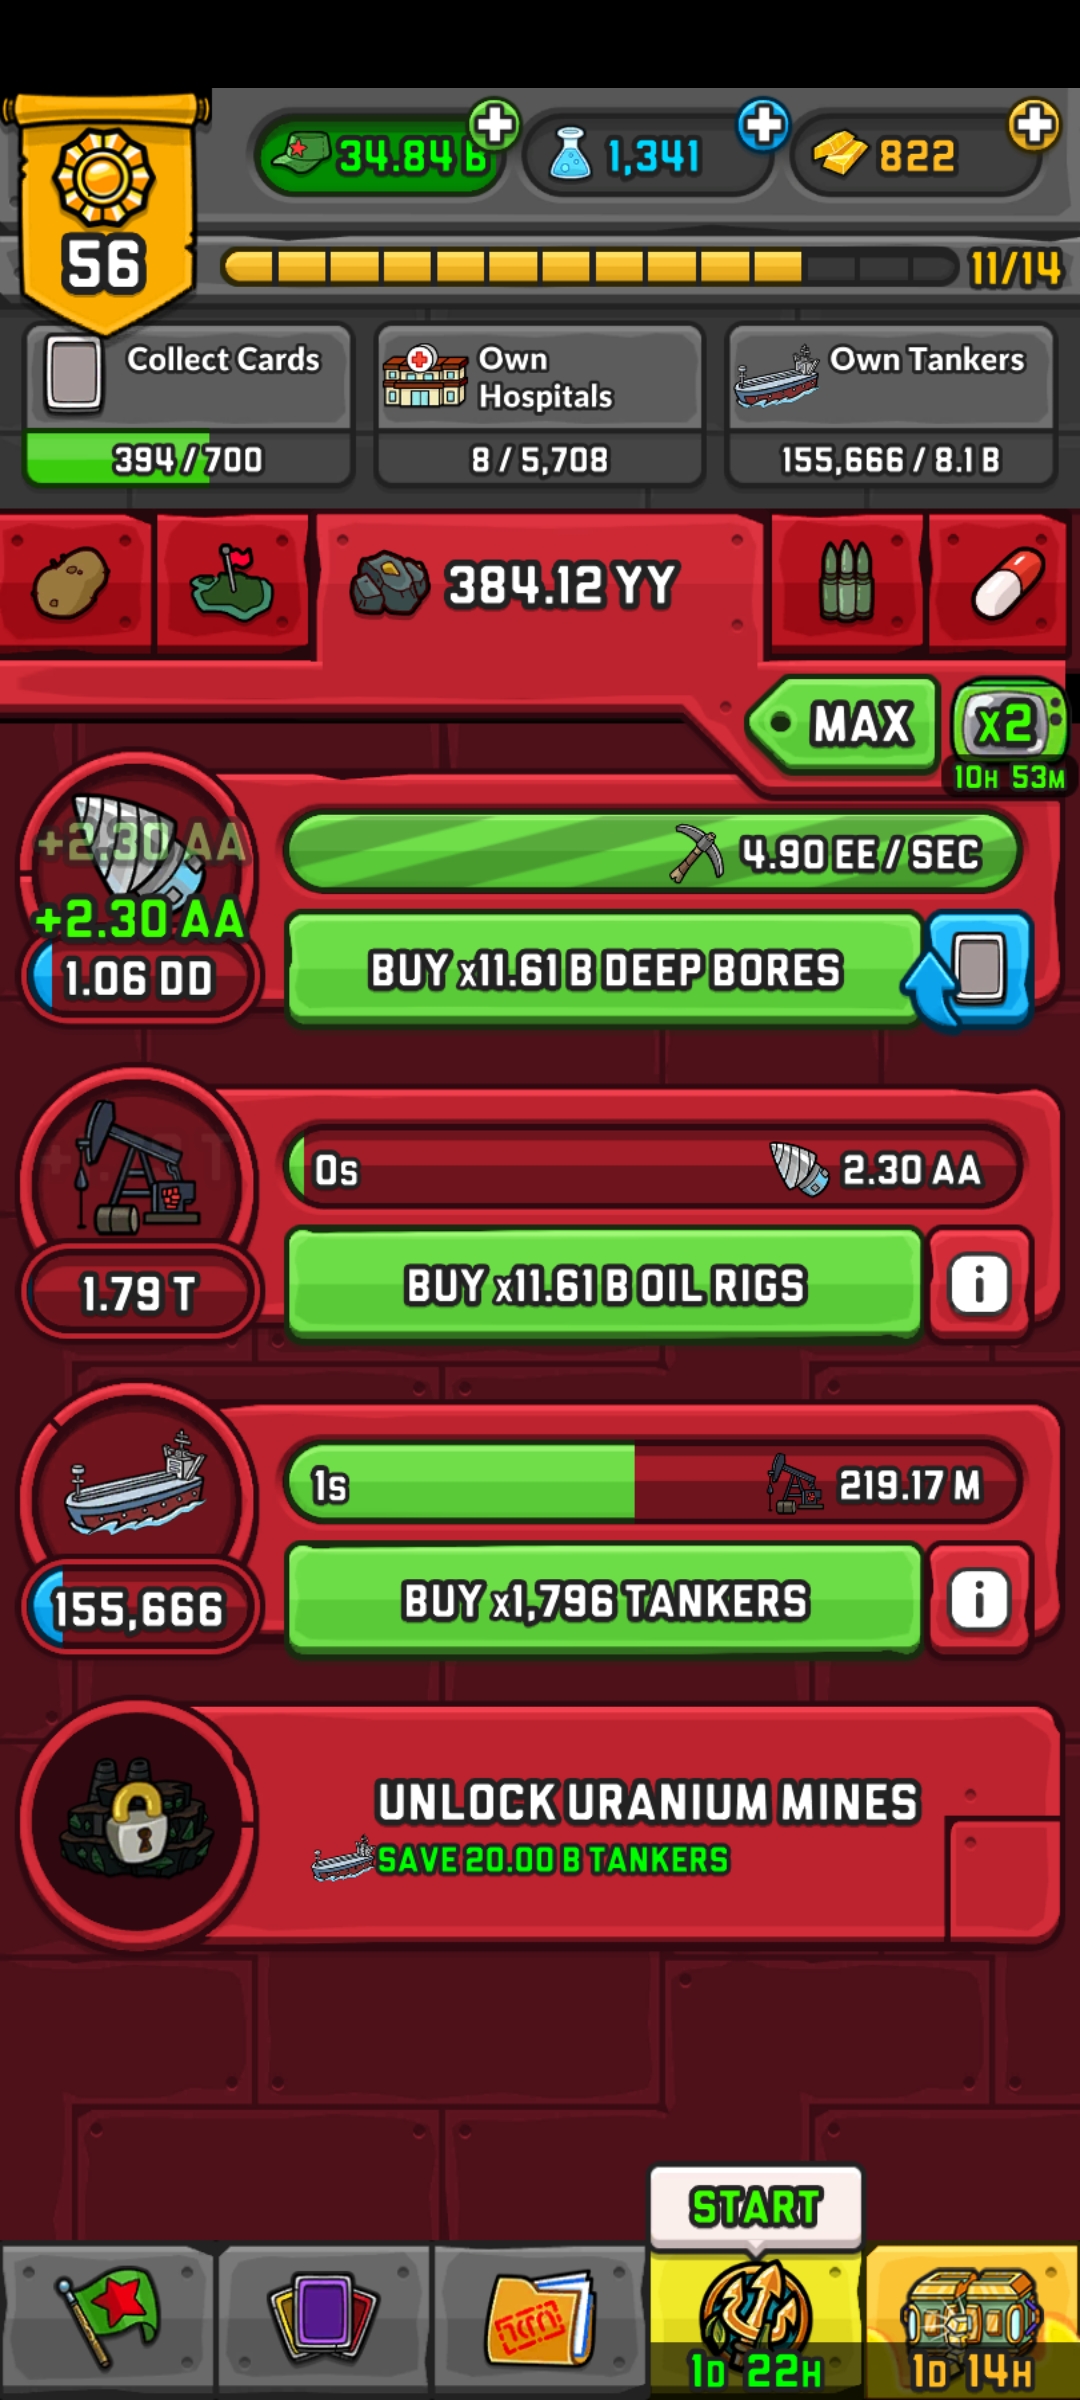 34.84 B
1,341
822
56
11/14
Collect Cards
394 / 700
Own
Hospitals
8 / 5,708
Own Tankers
155,666 / 8.1 B
384.12 YY
MAX
x2
10H 53M
+2.30 AA
+2.30 AA
1.06 DD
4.90 EE / SEC
BUY x11.61 B DEEP BORES
0s
2.30 AA
1.79 T
BUY x11.61 B OIL RIGS
i
1s
219.17 M
155,666
BUY x1,796 TANKERS
i
UNLOCK URANIUM MINES
SAVE 20.00 B TANKERS
START
1D 22H
1D 14H